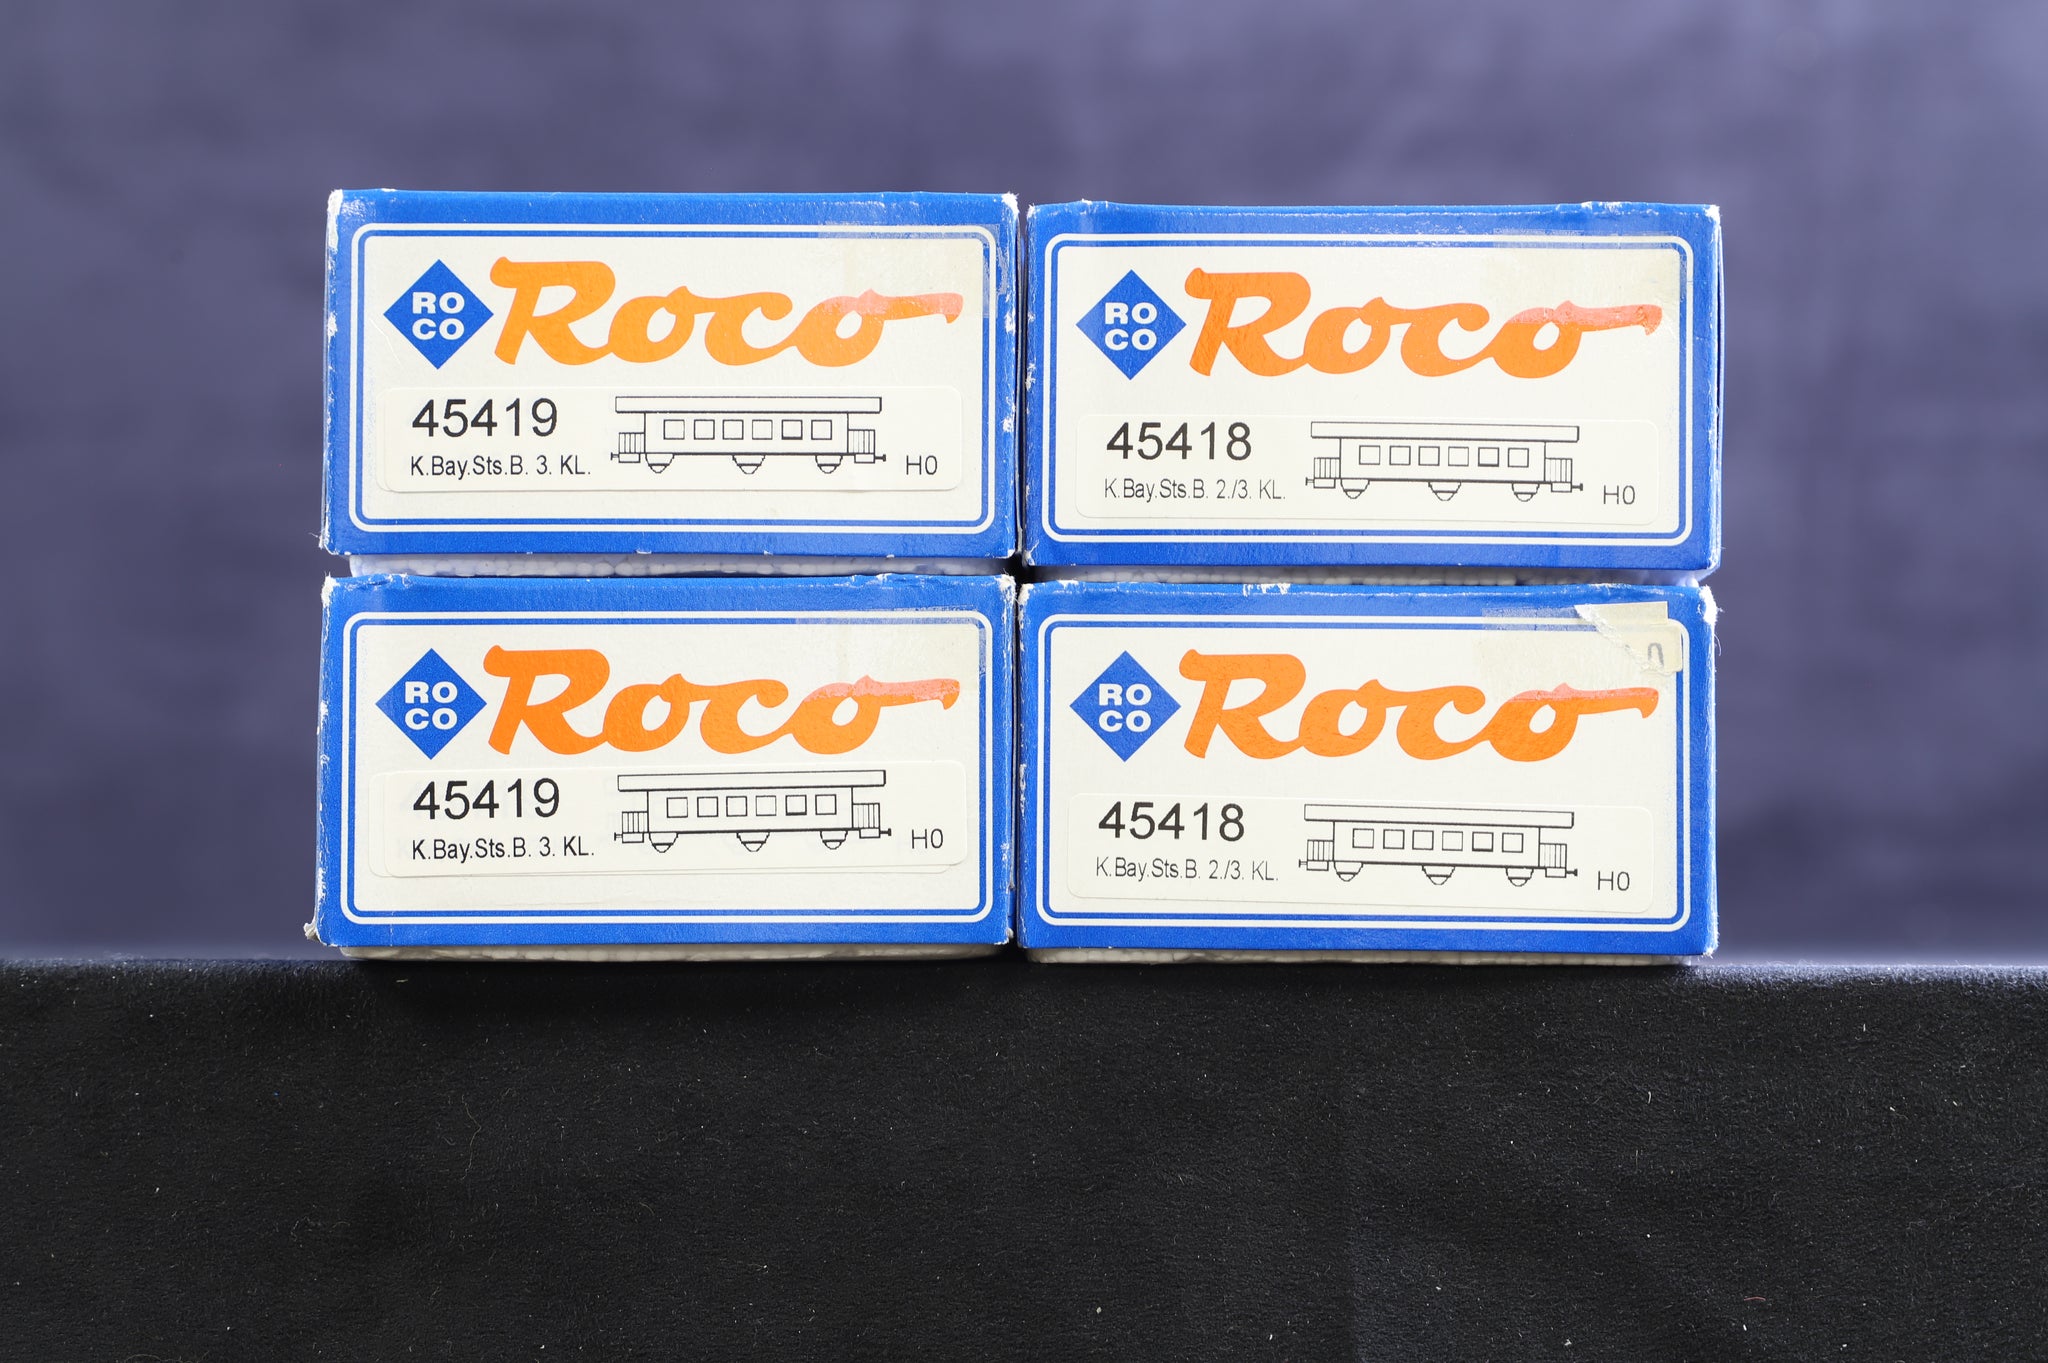 RO
CO
Roco
45419
K.Bay.Sts.B. 3. KL.
H0
RO
CO
Roco
45418
K.Bay.Sts.B. 2./3. KL.
H0
RO
CO
Roco
45419
K.Bay.Sts.B. 3. KL.
H0
RO
CO
Roco
45418
K.Bay.Sts.B. 2./3. KL.
H0